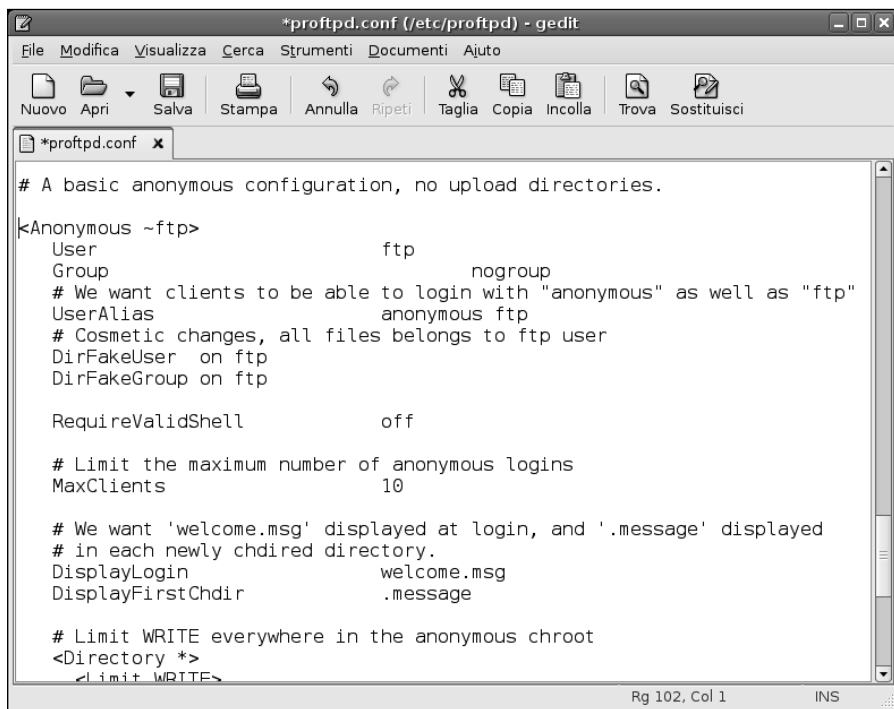 *proftpd.conf (/etc/proftpd) - gedit
File Modifica Visualizza Cerca Strumenti Documenti Aiuto
Nuovo Apri Salva Stampa Annulla Ripeti Taglia Copia Incolla Trova Sostituisci
*proftpd.conf
# A basic anonymous configuration, no upload directories.
<Anonymous ~ftp>
User ftp
Group nogroup
# We want clients to be able to login with "anonymous" as well as "ftp"
UserAlias anonymous ftp
# Cosmetic changes, all files belongs to ftp user
DirFakeUser on ftp
DirFakeGroup on ftp
RequireValidShell off
# Limit the maximum number of anonymous logins
MaxClients 10
# We want 'welcome.msg' displayed at login, and '.message' displayed
# in each newly chdired directory.
DisplayLogin welcome.msg
DisplayFirstChdir .message
# Limit WRITE everywhere in the anonymous chroot
<Directory *>
<Limit WRITE>
Rg 102, Col 1 INS